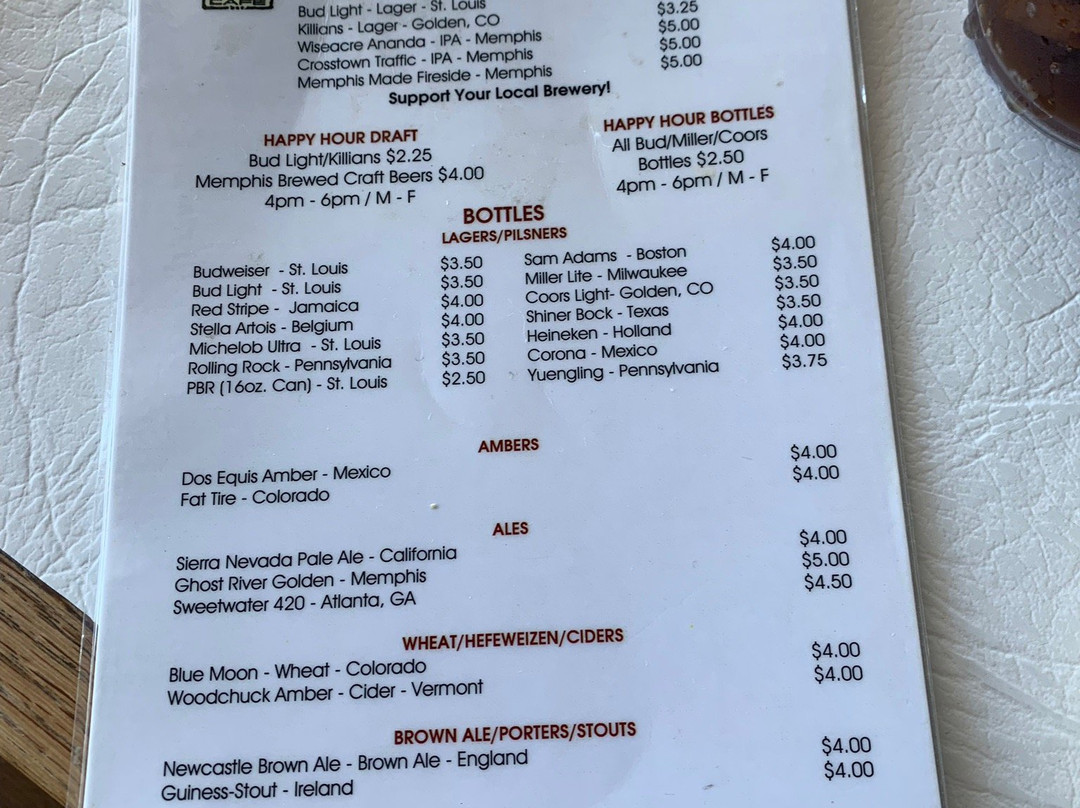 CAFE
Bud Light - Lager - St. Louis
Killians - Lager - Golden, CO $3.25
Wiseacre Ananda - IPA - Memphis $5.00
Crosstown Traffic - IPA - Memphis $5.00
Memphis Made Fireside - Memphis $5.00
Support Your Local Brewery!
HAPPY HOUR DRAFT
Bud Light/Killians $2.25
Memphis Brewed Craft Beers $4.00
4pm - 6pm / M - F
HAPPY HOUR BOTTLES
All Bud/Miller/Coors
Bottles $2.50
4pm - 6pm / M - F
BOTTLES
LAGERS/PILSNERS
Budweiser - St. Louis $3.50
Bud Light - St. Louis $3.50
Red Stripe - Jamaica $4.00
Stella Artois - Belgium $4.00
Michelob Ultra - St. Louis $3.50
Rolling Rock - Pennsylvania $3.50
PBR (16oz. Can) - St. Louis $2.50
Sam Adams - Boston $4.00
Miller Lite - Milwaukee $3.50
Coors Light- Golden, CO $3.50
Shiner Bock - Texas $3.50
Heineken - Holland $4.00
Corona - Mexico $4.00
Yuengling - Pennsylvania $3.75
AMBERS
Dos Equis Amber - Mexico $4.00
Fat Tire - Colorado $4.00
ALES
Sierra Nevada Pale Ale - California $4.00
Ghost River Golden - Memphis $5.00
Sweetwater 420 - Atlanta, GA $4.50
WHEAT/HEFEWEIZEN/CIDERS
Blue Moon - Wheat - Colorado $4.00
Woodchuck Amber - Cider - Vermont $4.00
BROWN ALE/PORTERS/STOUTS
Newcastle Brown Ale - Brown Ale - England $4.00
Guiness-Stout - Ireland $4.00